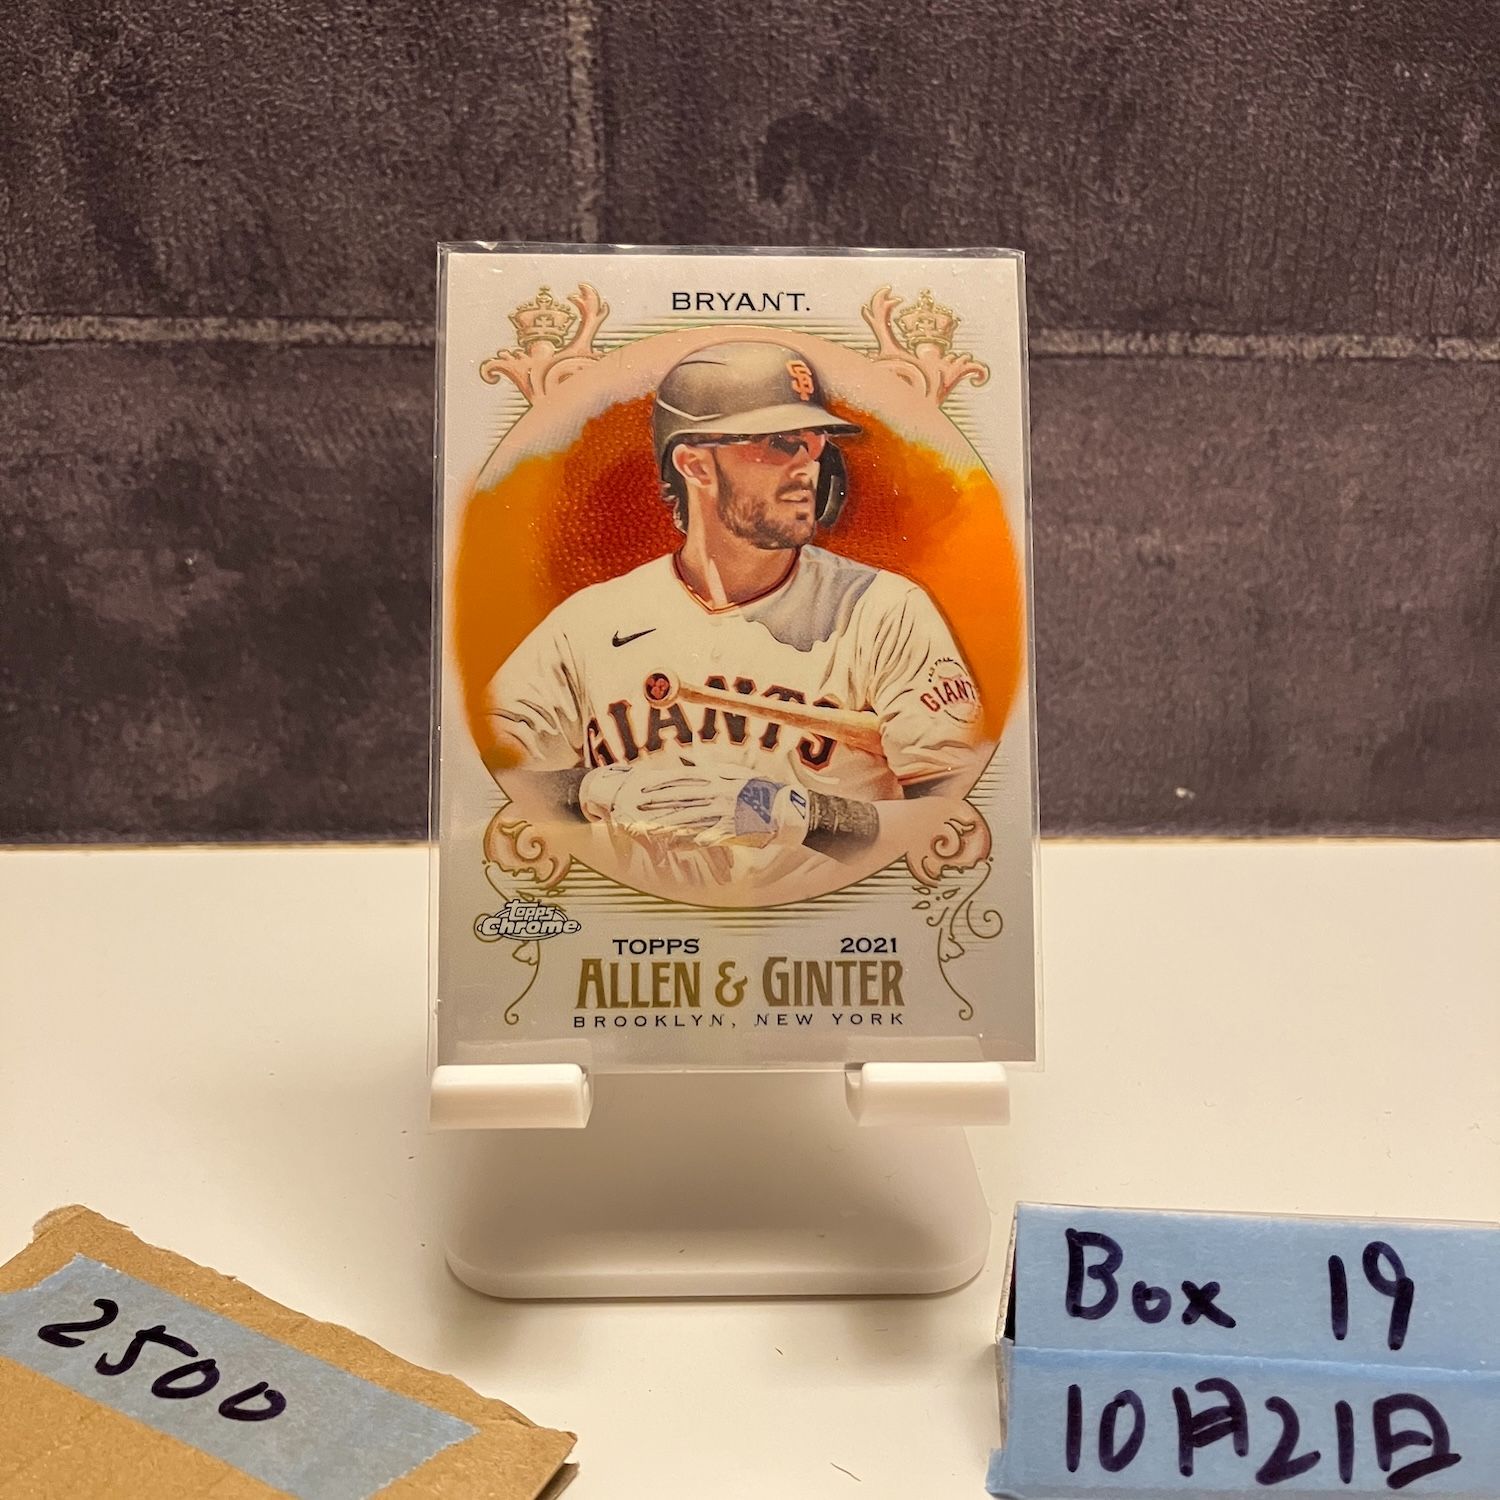 BRYANT.
SF
GIANTS
GIANT
topps
Chrome
TOPPS 2021
ALLEN & GINTER
BROOKLYN, NEW YORK
2500
Box 19
10月21日